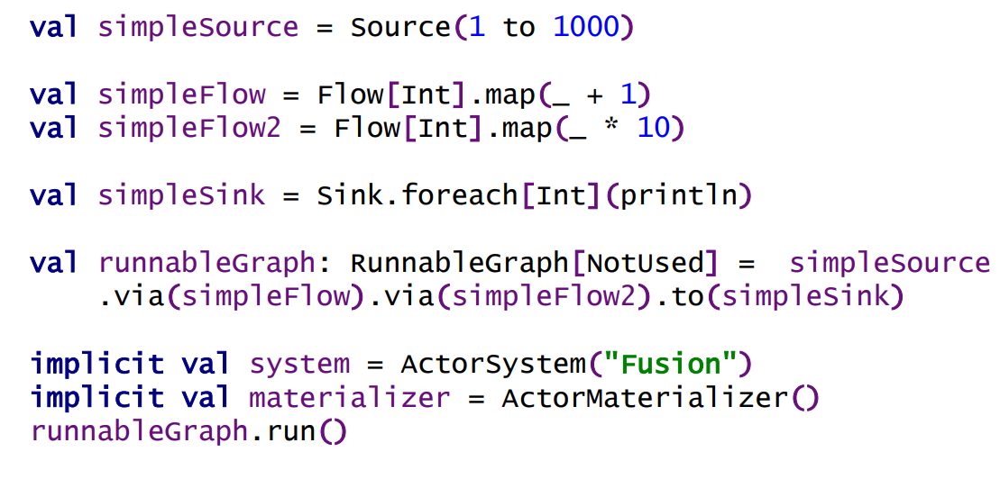 val simpleSource = Source(1 to 1000)
val simpleFlow = Flow[Int].map(_ + 1)
val simpleFlow2 = Flow[Int].map(_ * 10)
val simpleSink = Sink.foreach[Int](println)
val runnableGraph: RunnableGraph[NotUsed] =  simpleSource
    .via(simpleFlow).via(simpleFlow2).to(simpleSink)
implicit val system = ActorSystem("Fusion")
implicit val materializer = ActorMaterializer()
runnableGraph.run()